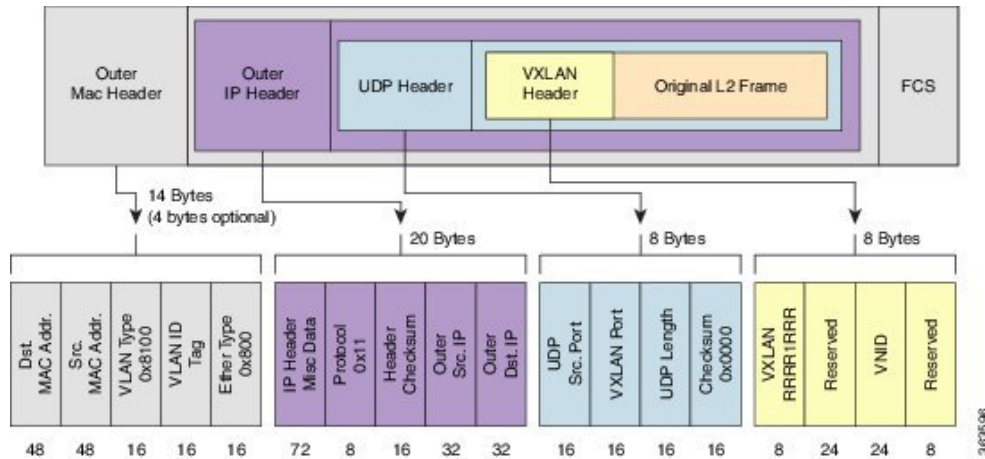 Outer
Mac Header
Outer
IP Header
UDP Header
VXLAN
Header
Original L2 Frame
FCS
14 Bytes
(4 bytes optional)
20 Bytes
8 Bytes
8 Bytes
Dst.
MAC Addr.
Src.
MAC Addr.
VLAN Type
0x8100
VLAN ID
Tag
Ether Type
0x800
IP Header
Misc Data
Protocol
0x11
Header
Checksum
Outer
Src. IP
Outer
Dst. IP
UDP
Src. Port
VXLAN Port
UDP Length
Checksum
0x0000
VXLAN
RRRR1RRR
Reserved
VNID
Reserved
48 48 16 16 16 72 8 16 32 32 16 16 16 16 8 24 24 8